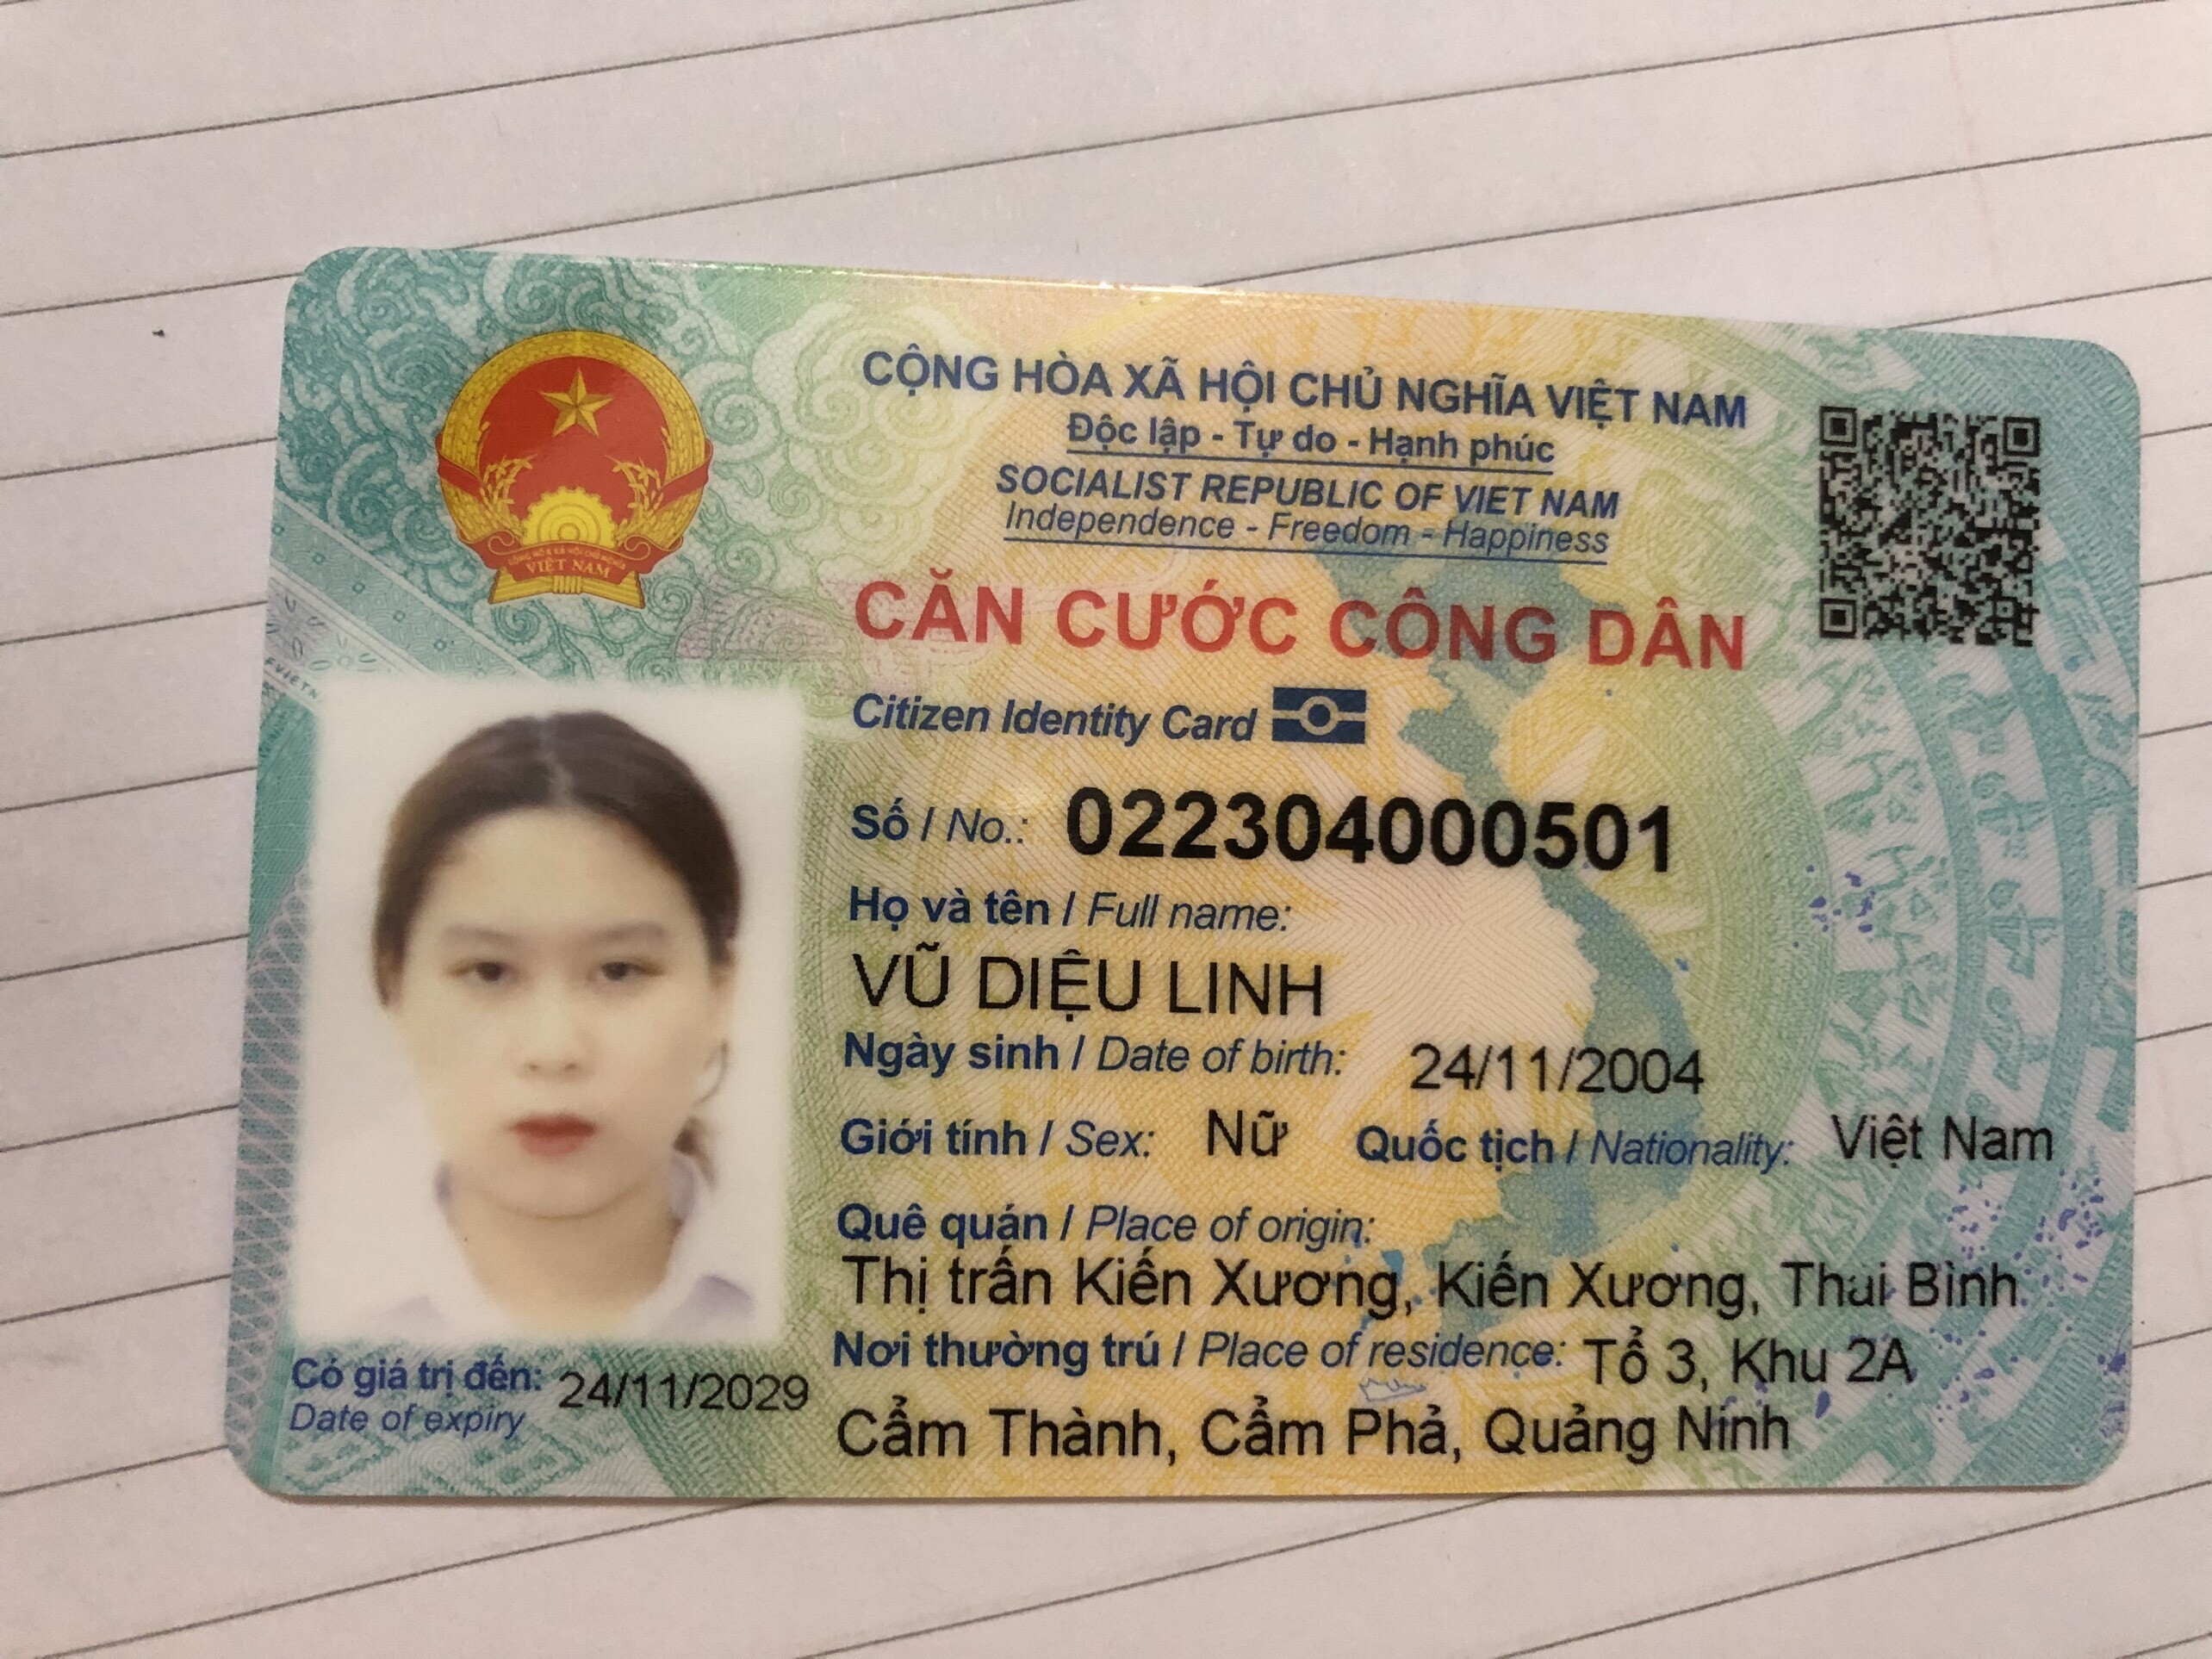 CỘNG HÒA XÃ HỘI CHỦ NGHĨA VIỆT NAM
Độc lập - Tự do - Hạnh phúc
SOCIALIST REPUBLIC OF VIET NAM
Independence - Freedom - Happiness
VIỆT NAM
CĂN CƯỚC CÔNG DÂN
Citizen Identity Card
Số / No.: 022304000501
Họ và tên / Full name:
VŨ DIỆU LINH
Ngày sinh / Date of birth: 24/11/2004
Giới tính / Sex: Nữ Quốc tịch / Nationality: Việt Nam
Quê quán / Place of origin:
Thị trấn Kiến Xương, Kiến Xương, Thái Bình
Nơi thường trú / Place of residence: Tổ 3, Khu 2A
Cẩm Thành, Cẩm Phả, Quảng Ninh
Có giá trị đến: 24/11/2029
Date of expiry